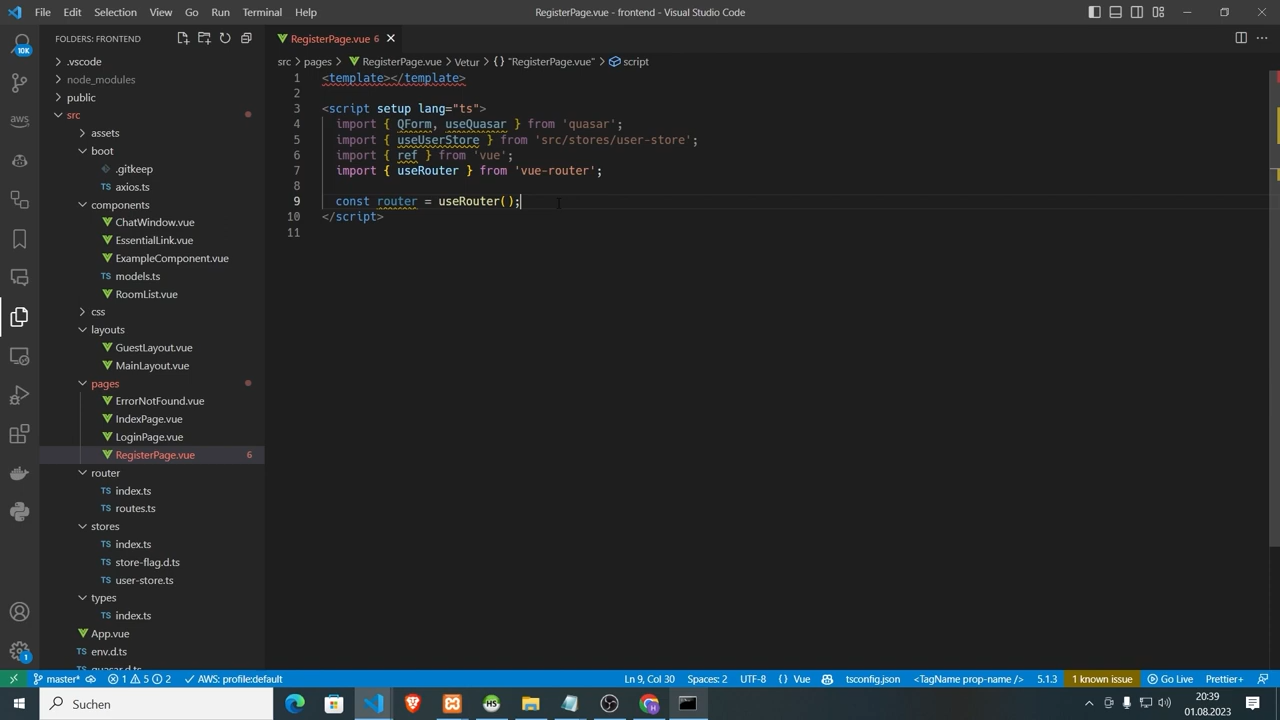 File Edit Selection View Go Run Terminal Help
RegisterPage.vue - frontend - Visual Studio Code
FOLDERS: FRONTEND
.vscode
node_modules
public
src
assets
boot
.gitkeep
axios.ts
components
ChatWindow.vue
EssentialLink.vue
ExampleComponent.vue
models.ts
RoomList.vue
css
layouts
GuestLayout.vue
MainLayout.vue
pages
ErrorNotFound.vue
IndexPage.vue
LoginPage.vue
RegisterPage.vue 6
router
index.ts
routes.ts
stores
index.ts
store-flag.d.ts
user-store.ts
types
index.ts
App.vue
env.d.ts
quasar.d.ts
10K
aws
1
RegisterPage.vue 6
src > pages > RegisterPage.vue > Vetur > {} "RegisterPage.vue" > script
1 <template></template>
2
3 <script setup lang="ts">
4 import { QForm, useQuasar } from 'quasar';
5 import { useUserStore } from 'src/stores/user-store';
6 import { ref } from 'vue';
7 import { useRouter } from 'vue-router';
8
9 const router = useRouter();
10 </script>
11
master* 1 5 2 AWS: profile:default
Ln 9, Col 30 Spaces: 2 UTF-8 {} Vue tsconfig.json <TagName prop-name /> 5.1.3 1 known issue Go Live Prettier+
Suchen
HS
20:39
01.08.2023